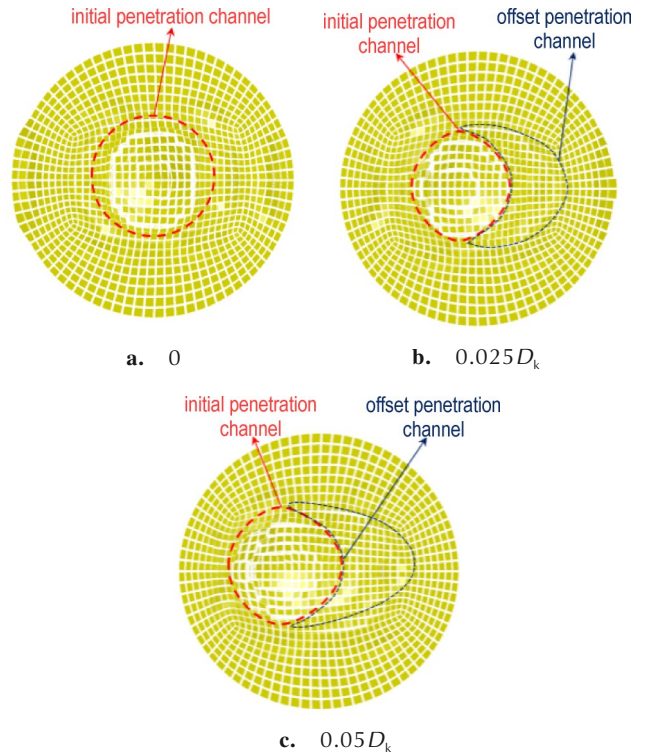 initial penetration channel
initial penetration
channel
offset penetration
channel
a. 0
b. 0.025Dk
initial penetration
channel
offset penetration
channel
c. 0.05Dk